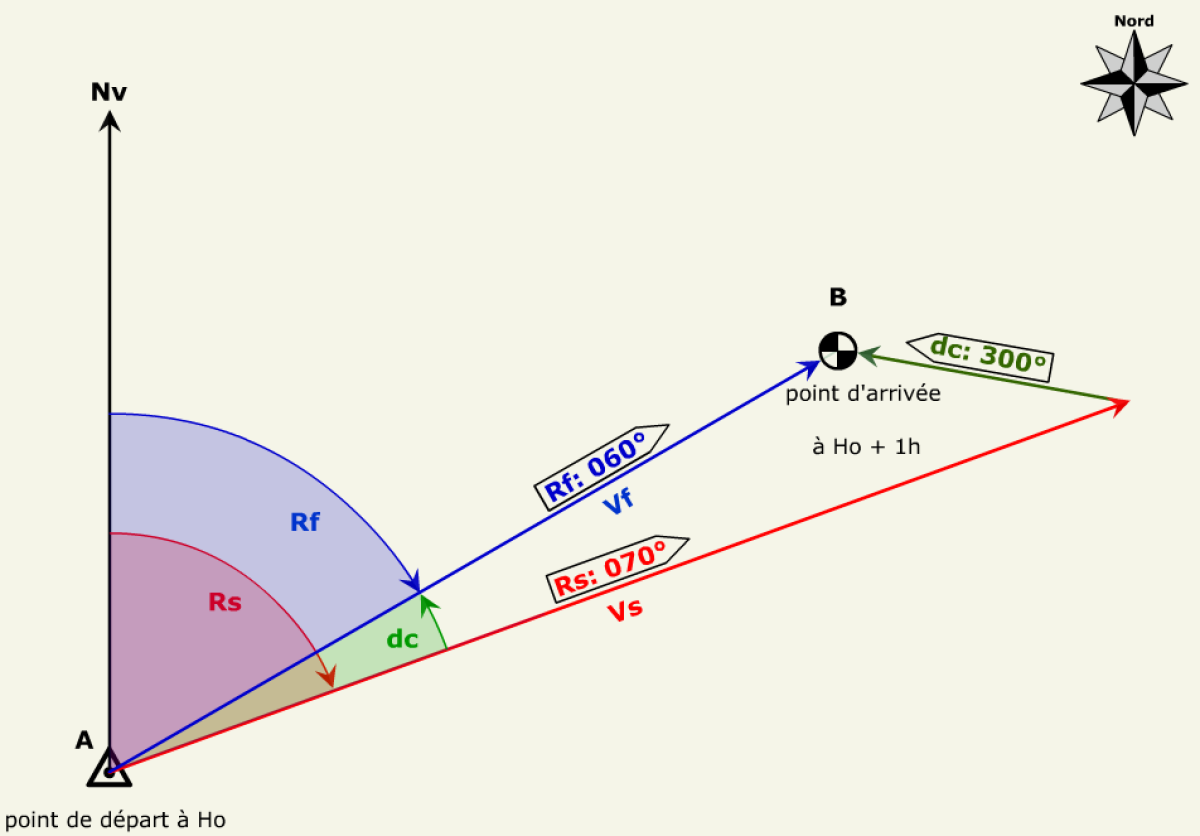 Nord
Nv
B
dc: 300°
point d'arrivée
à Ho + 1h
Rf: 060°
Vf
Rf
Rs: 070°
Vs
Rs
dc
A
point de départ à Ho